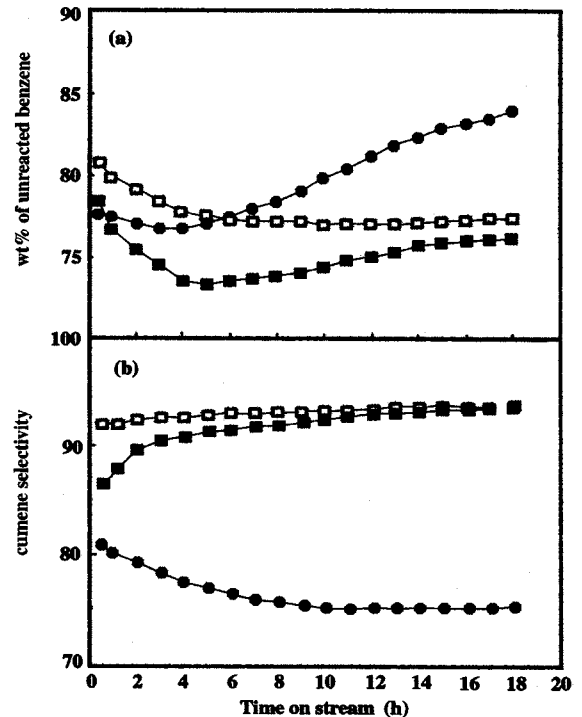 90
(a)
85
80
75
100
wt% of unreacted benzene
(b)
90
80
70
cumene selectivity
0 2 4 6 8 10 12 14 16 18 20
Time on stream (h)